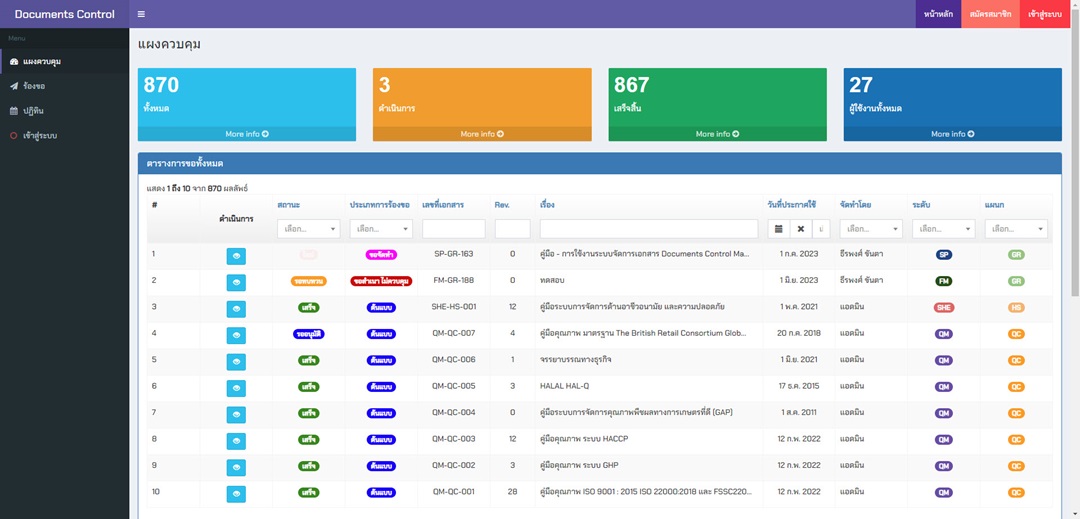 Documents Control
หน้าหลัก สมัครสมาชิก เข้าสู่ระบบ
Menu
แผงควบคุม
ร้องขอ
ปฎิทิน
เข้าสู่ระบบ
แผงควบคุม
870 3 867 27
ทั้งหมด ดำเนินการ เสร็จสิ้น ผู้ใช้งานทั้งหมด
More info More info More info More info
ตารางการขอทั้งหมด
แสดง 1 ถึง 10 จาก 870 ผลลัพธ์
# ดำเนินการ สถานะ ประเภทการร้องขอ เลขที่เอกสาร Rev. เรื่อง วันที่ประกาศใช้ จัดทำโดย ระดับ แผนก
เลือก... เลือก... เลือก... เลือก... เลือก...
1 ขอจัดทำ SP-GR-163 0 คู่มือ - การใช้งานระบบจัดการเอกสาร Documents Control Ma... 1 ก.ค. 2023 ธีรพงศ์ ขันตา SP GR
2 รอทบทวน ขอสำเนา ไม่ควบคุม FM-GR-188 0 ทดสอบ 1 มิ.ย. 2023 ธีรพงศ์ ขันตา FM GR
3 เสร็จ ต้นแบบ SHE-HS-001 12 คู่มือระบบการจัดการด้านอาชีวอนามัย และความปลอดภัย 1 พ.ค. 2021 แอดมิน SHE HS
4 รออนุมัติ ต้นแบบ QM-QC-007 4 คู่มือคุณภาพ มาตรฐาน The British Retail Consortium Glob... 20 ก.ค. 2018 แอดมิน QM QC
5 เสร็จ ต้นแบบ QM-QC-006 1 จรรยาบรรณทางธุรกิจ 1 มิ.ย. 2021 แอดมิน QM QC
6 เสร็จ ต้นแบบ QM-QC-005 3 HALAL HAL-Q 17 ธ.ค. 2015 แอดมิน QM QC
7 เสร็จ ต้นแบบ QM-QC-004 0 คู่มือระบบการจัดการคุณภาพพืชผลทางการเกษตรที่ดี (GAP) 1 ส.ค. 2011 แอดมิน QM QC
8 เสร็จ ต้นแบบ QM-QC-003 12 คู่มือคุณภาพ ระบบ HACCP 12 ก.พ. 2022 แอดมิน QM QC
9 เสร็จ ต้นแบบ QM-QC-002 3 คู่มือคุณภาพ ระบบ GHP 12 ก.พ. 2022 แอดมิน QM QC
10 เสร็จ ต้นแบบ QM-QC-001 28 คู่มือคุณภาพ ISO 9001 : 2015 ISO 22000:2018 และ FSSC220... 12 ก.พ. 2022 แอดมิน QM QC